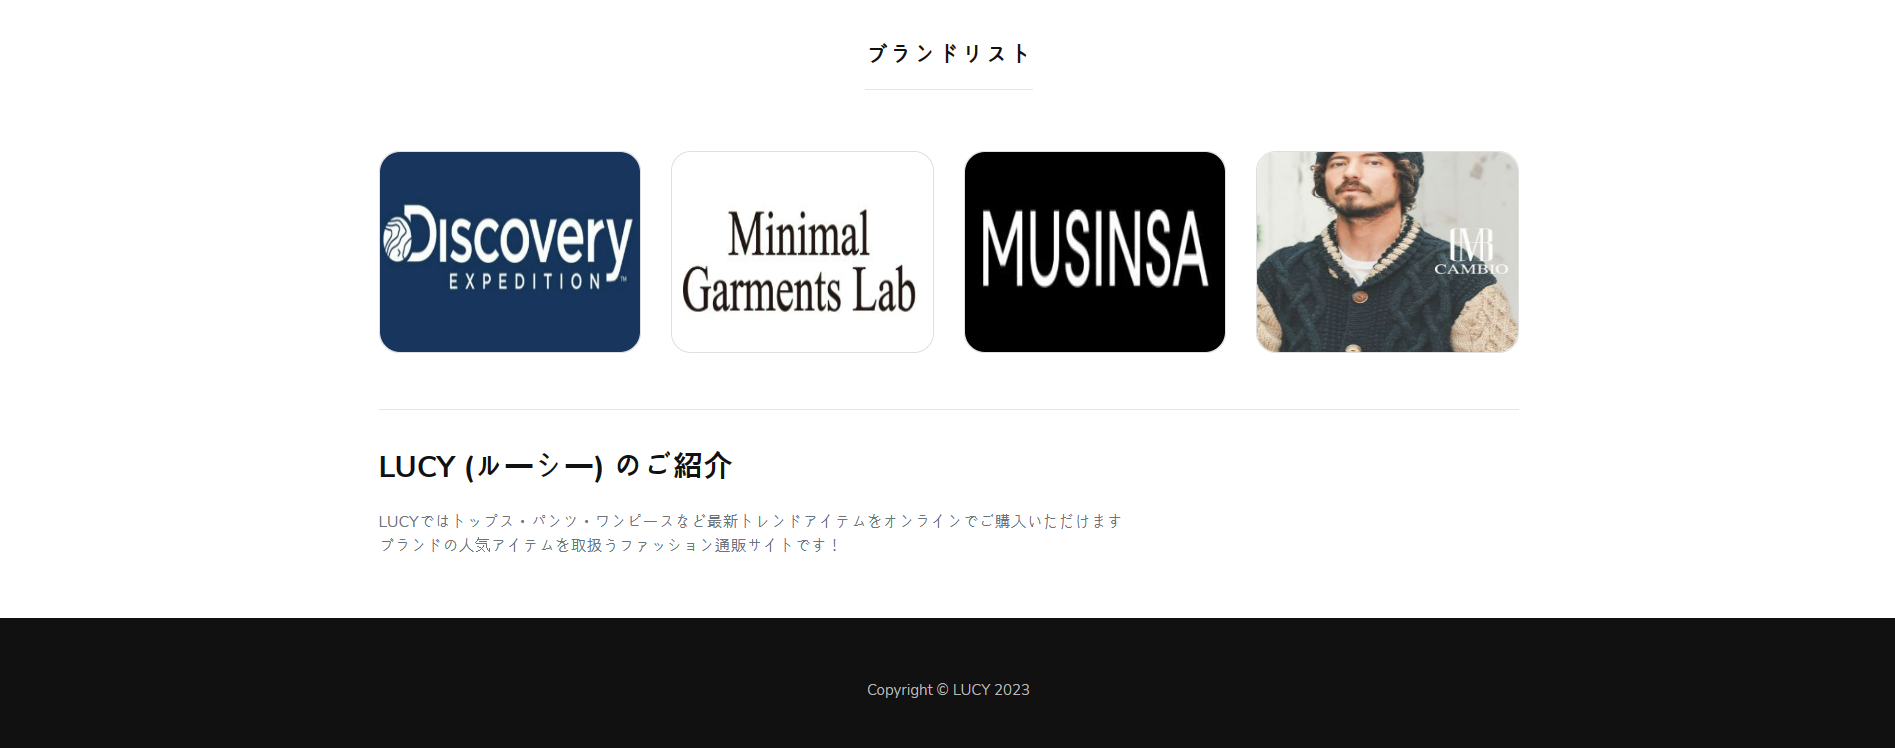 ブランドリスト
Discovery
EXPEDITION™
Minimal
Garments Lab
MUSINSA
CMB
CAMBIO
LUCY (ルーシー) のご紹介
LUCYではトップス・パンツ・ワンピースなど最新トレンドアイテムをオンラインでご購入いただけます
ブランドの人気アイテムを取扱うファッション通販サイトです！
Copyright © LUCY 2023